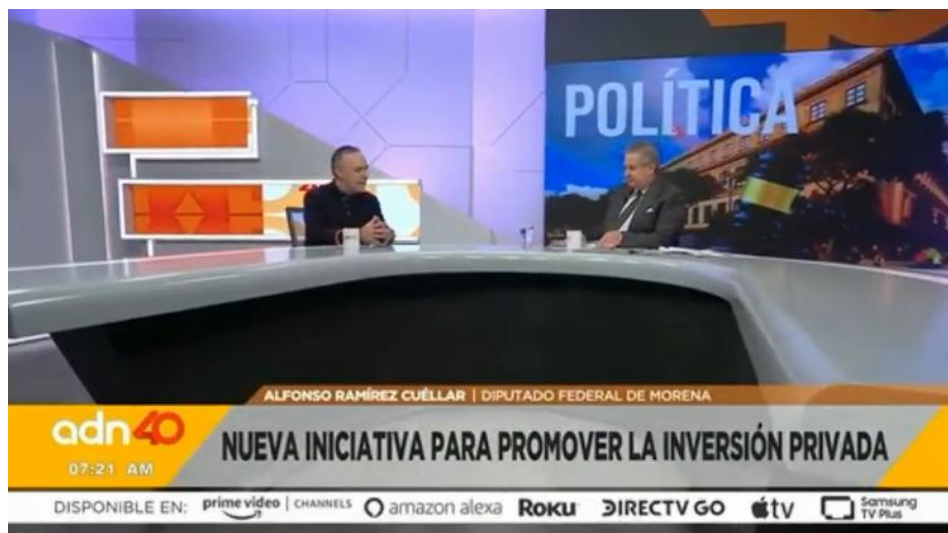 POLÍTICA
ALFONSO RAMÍREZ CUÉLLAR | DIPUTADO FEDERAL DE MORENA
adn40
NUEVA INICIATIVA PARA PROMOVER LA INVERSIÓN PRIVADA
07:21 AM
DISPONIBLE EN: prime video | CHANNELS amazon alexa ROKU DIRECTV GO tv Samsung TV Plus